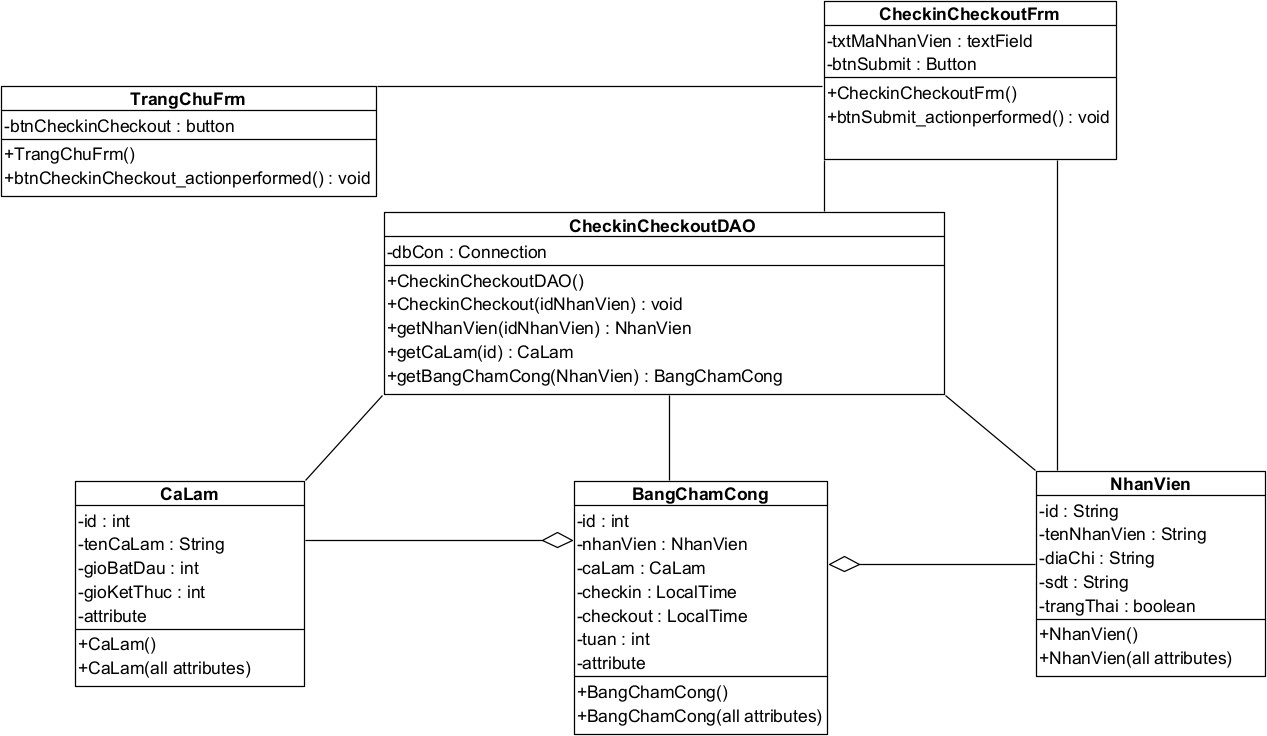 CheckinCheckoutFrm
-txtMaNhanVien : textField
-btnSubmit : Button
+CheckinCheckoutFrm()
+btnSubmit_actionperformed() : void
TrangChuFrm
-btnCheckinCheckout : button
+TrangChuFrm()
+btnCheckinCheckout_actionperformed() : void
CheckinCheckoutDAO
-dbCon : Connection
+CheckinCheckoutDAO()
+CheckinCheckout(idNhanVien) : void
+getNhanVien(idNhanVien) : NhanVien
+getCaLam(id) : CaLam
+getBangChamCong(NhanVien) : BangChamCong
CaLam
-id : int
-tenCaLam : String
-gioBatDau : int
-gioKetThuc : int
-attribute
+CaLam()
+CaLam(all attributes)
BangChamCong
-id : int
-nhanVien : NhanVien
-caLam : CaLam
-checkin : LocalTime
-checkout : LocalTime
-tuan : int
-attribute
+BangChamCong()
+BangChamCong(all attributes)
NhanVien
-id : String
-tenNhanVien : String
-diaChi : String
-sdt : String
-trangThai : boolean
+NhanVien()
+NhanVien(all attributes)